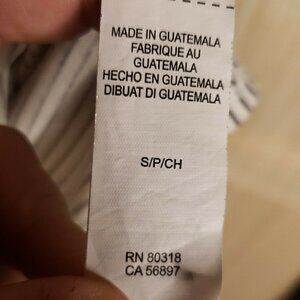 MADE IN GUATEMALA
FABRIQUE AU
GUATEMALA
HECHO EN GUATEMALA
DIBUAT DI GUATEMALA
S/P/CH
RN 80318
CA 56897